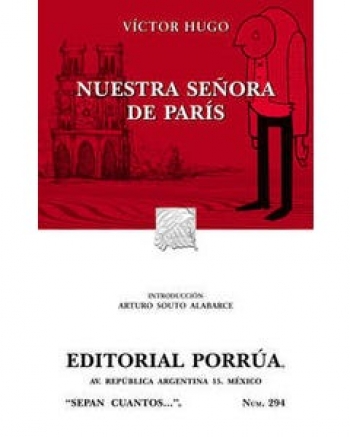 VÍCTOR HUGO
NUESTRA SEÑORA
DE PARÍS
INTRODUCCIÓN
ARTURO SOUTO ALABARCE
EDITORIAL PORRÚA
AV. REPÚBLICA ARGENTINA 15. MÉXICO
“SEPAN CUANTOS...”, NÚM. 294